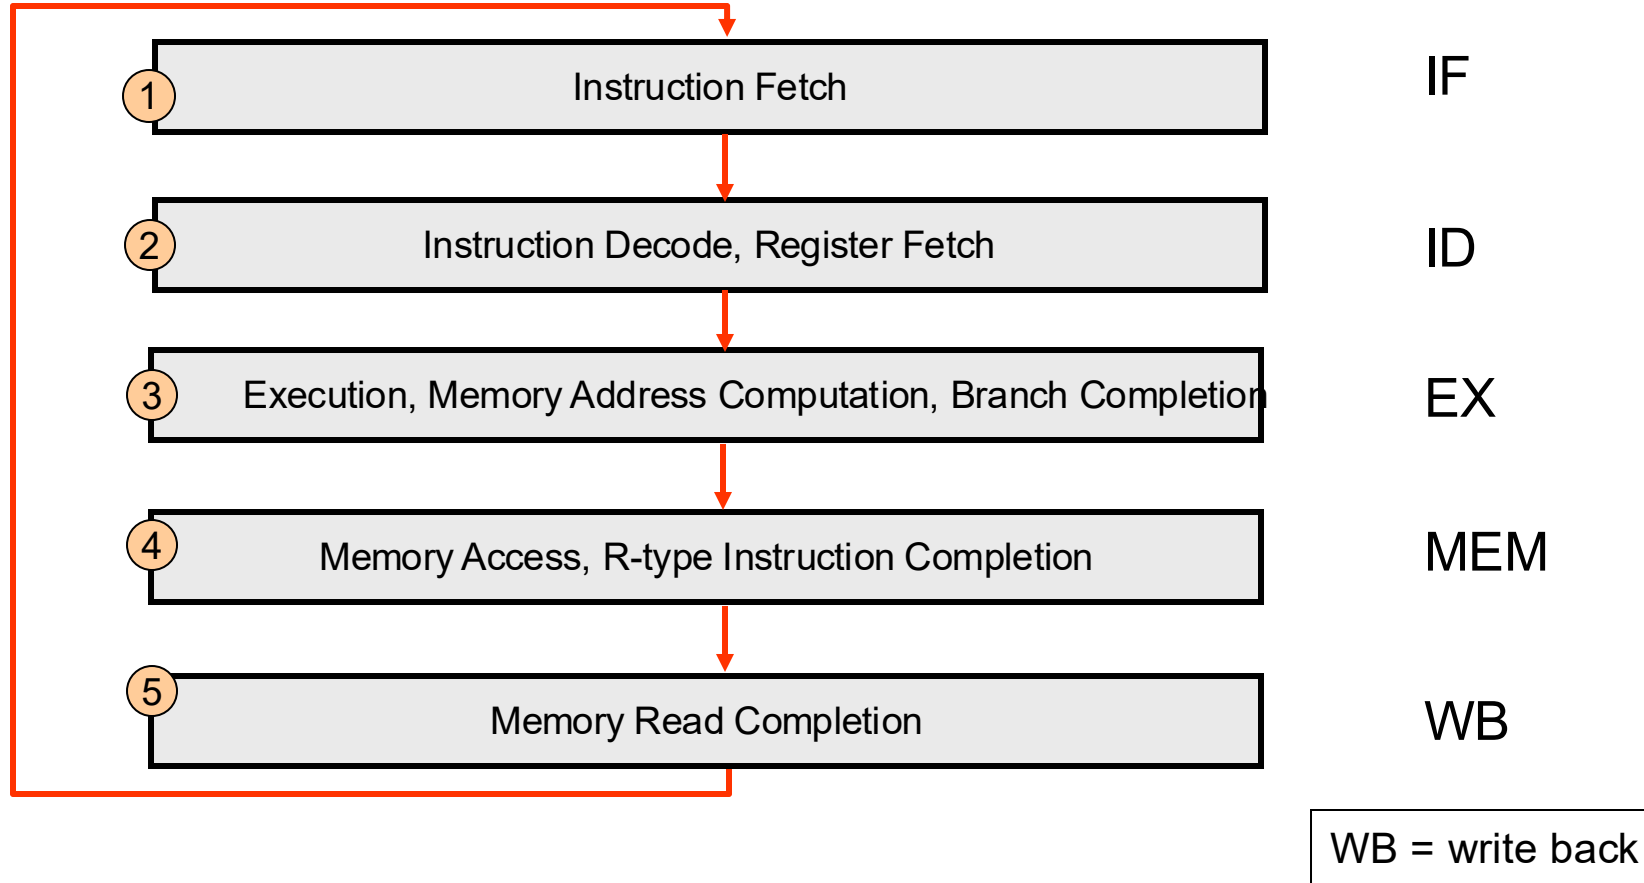 1
Instruction Fetch
IF
2
Instruction Decode, Register Fetch
ID
3
Execution, Memory Address Computation, Branch Completion
EX
4
Memory Access, R-type Instruction Completion
MEM
5
Memory Read Completion
WB
WB = write back